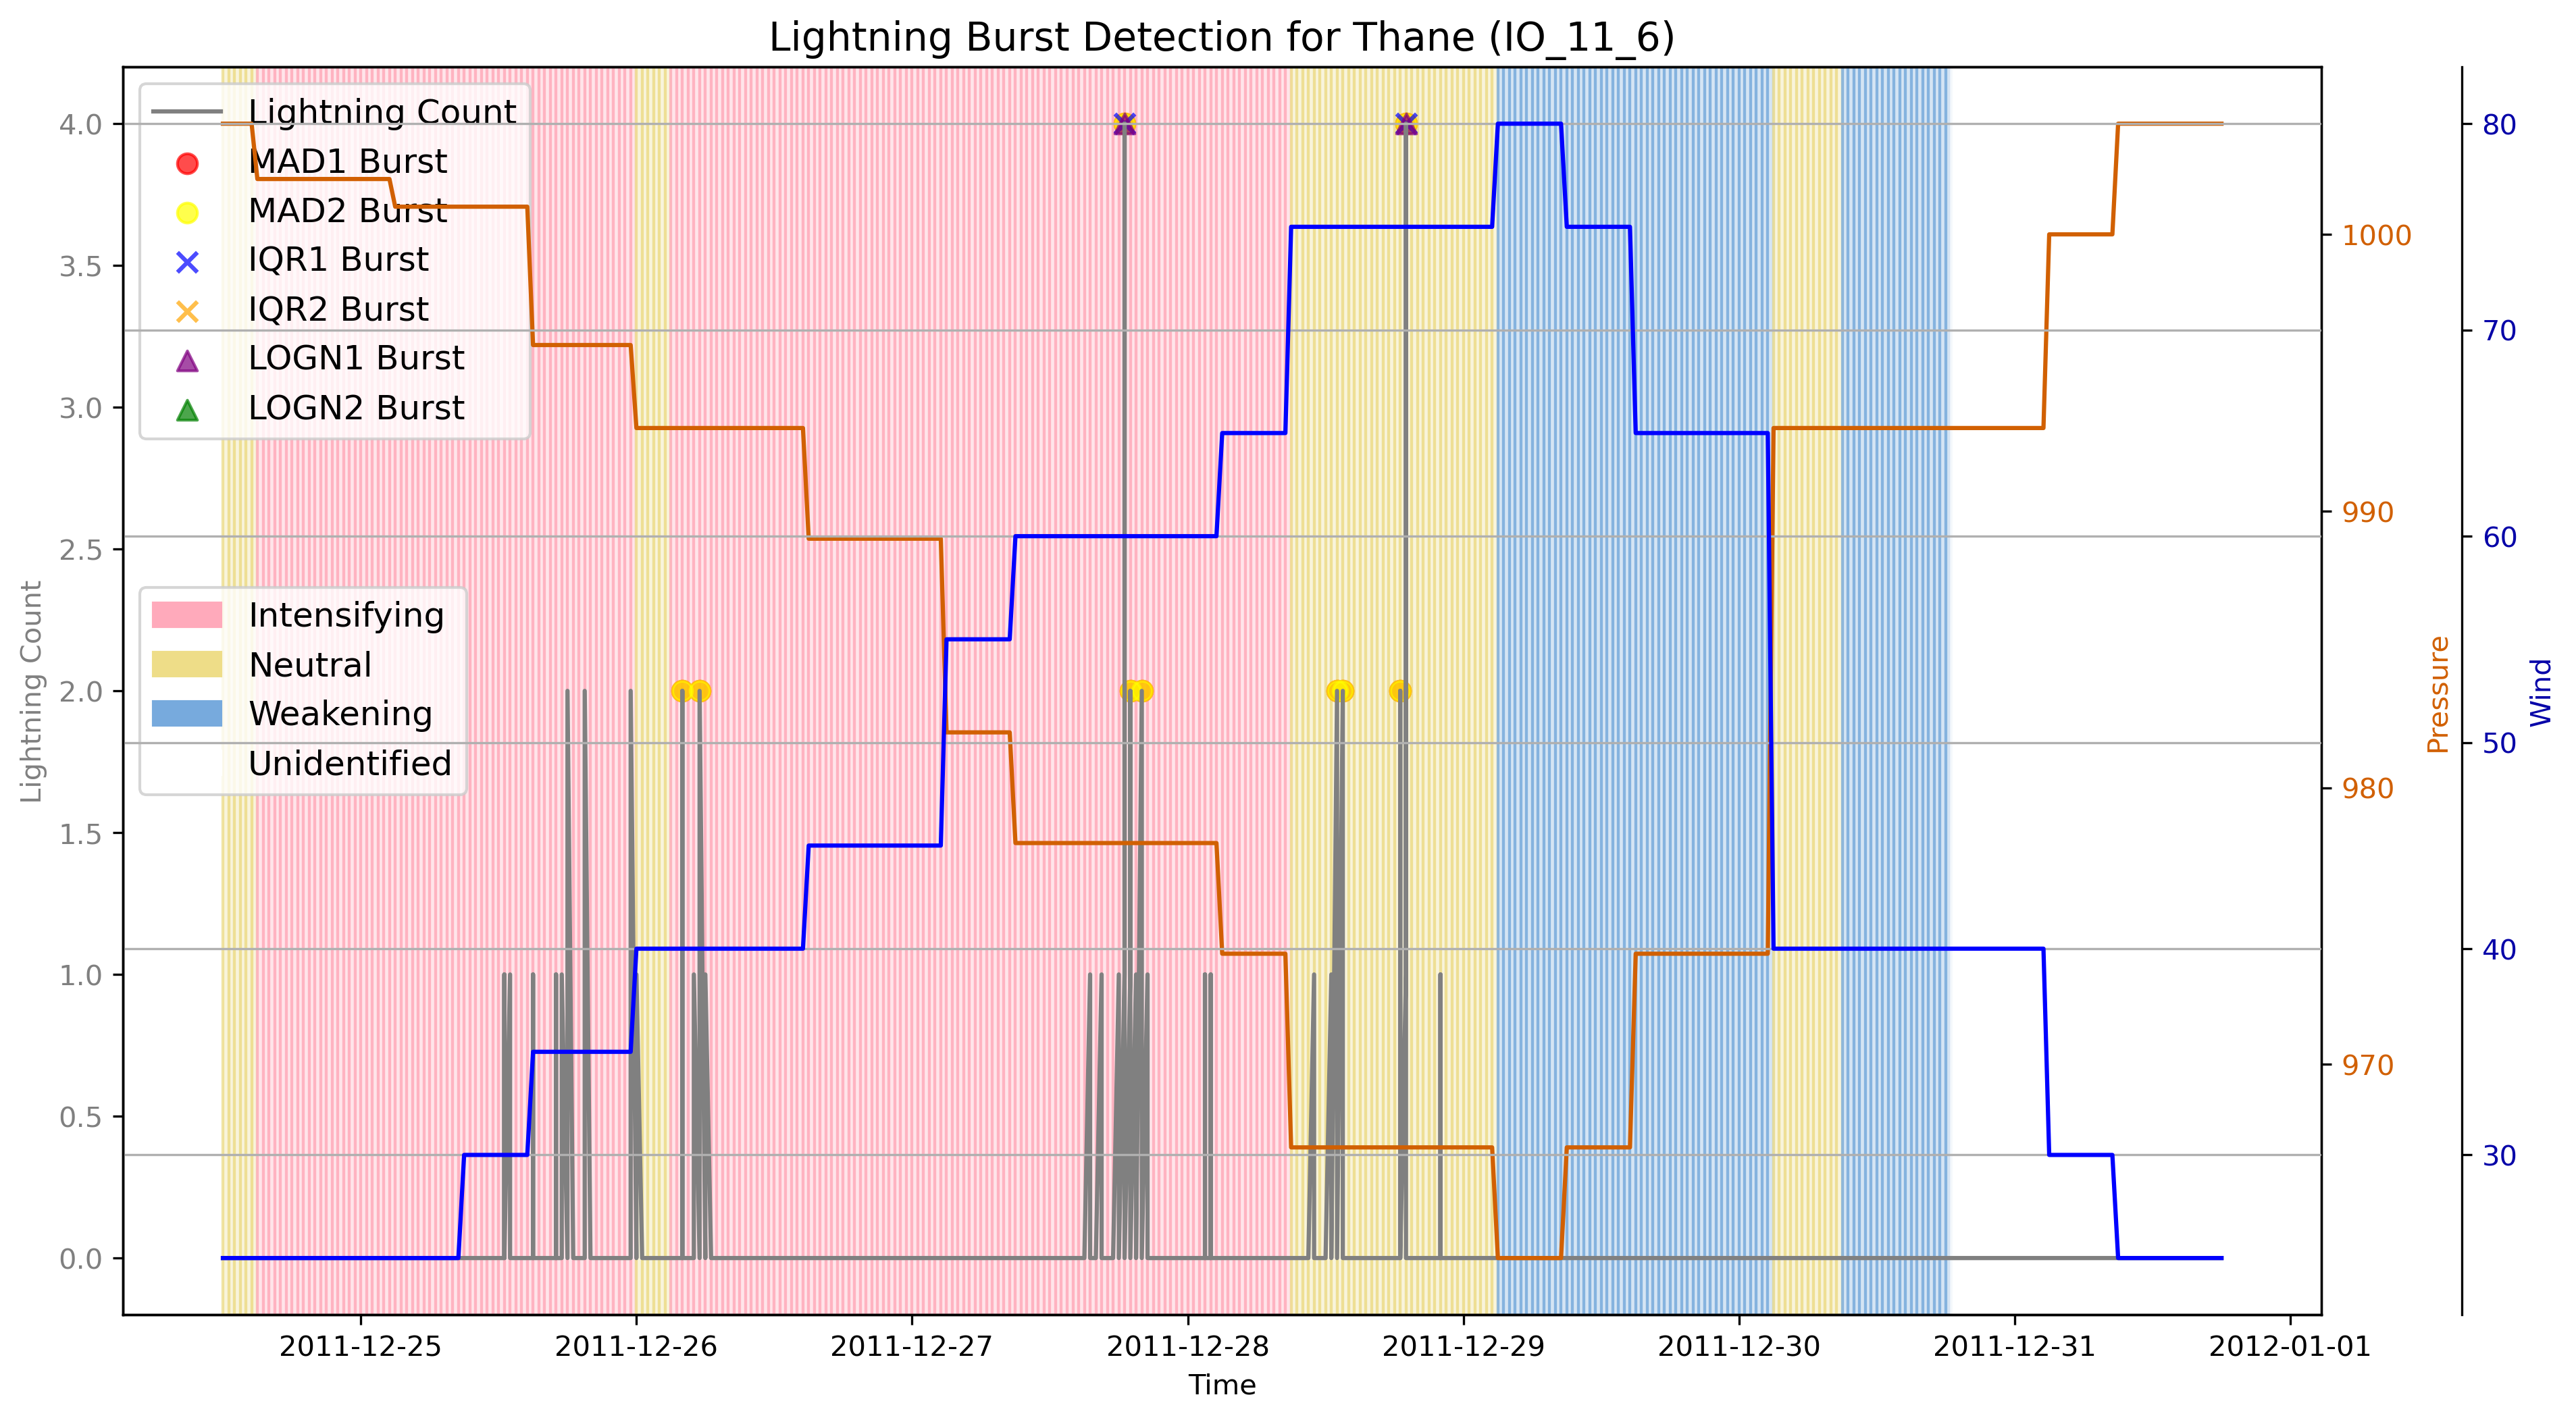 Lightning Burst Detection for Thane (IO_11_6)
Lightning Count
MAD1 Burst
MAD2 Burst
IQR1 Burst
IQR2 Burst
LOGN1 Burst
LOGN2 Burst
Intensifying
Neutral
Weakening
Unidentified
Lightning Count
4.0
3.5
3.0
2.5
2.0
1.5
1.0
0.5
0.0
1000
990
980
970
Pressure
80
70
60
50
40
30
Wind
2011-12-25
2011-12-26
2011-12-27
2011-12-28
2011-12-29
2011-12-30
2011-12-31
2012-01-01
Time